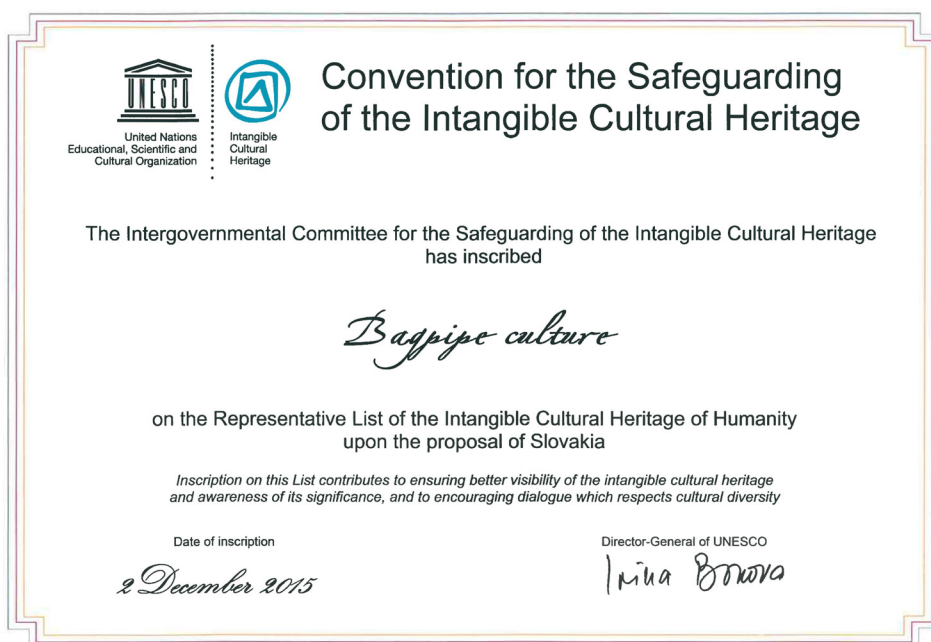 UNESCO
United Nations
Educational, Scientific and
Cultural Organization
Intangible
Cultural
Heritage
Convention for the Safeguarding
of the Intangible Cultural Heritage
The Intergovernmental Committee for the Safeguarding of the Intangible Cultural Heritage
has inscribed
Bagpipe culture
on the Representative List of the Intangible Cultural Heritage of Humanity
upon the proposal of Slovakia
Inscription on this List contributes to ensuring better visibility of the intangible cultural heritage
and awareness of its significance, and to encouraging dialogue which respects cultural diversity
Date of inscription
2 December 2015
Director-General of UNESCO